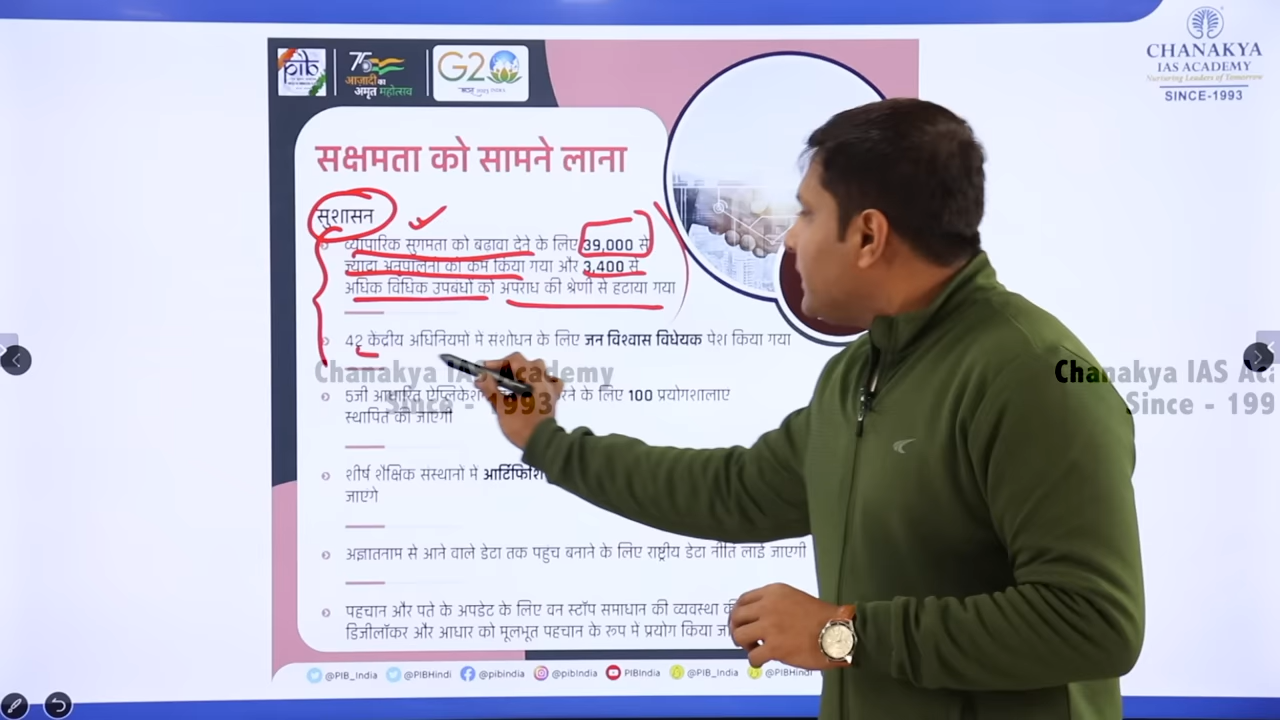 CHANAKYA
IAS ACADEMY
Nurturing Leaders of Tomorrow
SINCE-1993
pib
75
आज़ादी का
अमृत महोत्सव
G20
सक्षमता को सामने लाना
सुशासन
व्यापारिक सुगमता को बढ़ावा देने के लिए 39,000 से
ज्यादा अनुपालनों को कम किया गया और 3,400 से
अधिक विधिक उपबंधों को अपराध की श्रेणी से हटाया गया
42 केंद्रीय अधिनियमों में संशोधन के लिए जन विश्वास विधेयक पेश किया गया
Chanakya IAS Academy
Since - 1993
Chanakya IAS Aca
Since - 199
5जी आधारित के लिए 100 प्रयोगशालाएं
स्थापित की जाएंगी
शीर्ष शैक्षिक संस्थानों में
जाएंगे
अज्ञातनाम से आने वाले डेटा तक पहुंच बनाने के लिए राष्ट्रीय डेटा नीति लाई जाएगी
पहचान और पते के अपडेट के लिए वन स्टॉप समाधान की व्यवस्था
डिजीलॉकर और आधार को मूलभूत पहचान के रूप में प्रयोग किया
@PIB_India @PIBHindi @pibindia @pibindia PIBIndia @PIB_India @PIBHindi